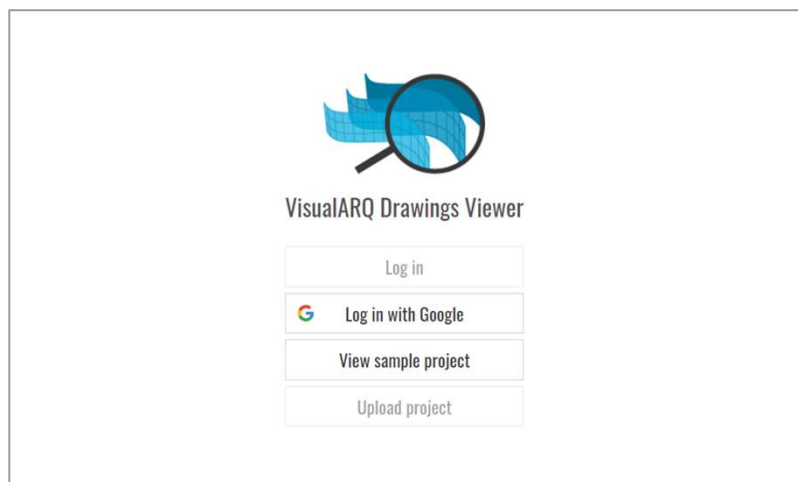 VisualARQ Drawings Viewer
Log in
Log in with Google
View sample project
Upload project